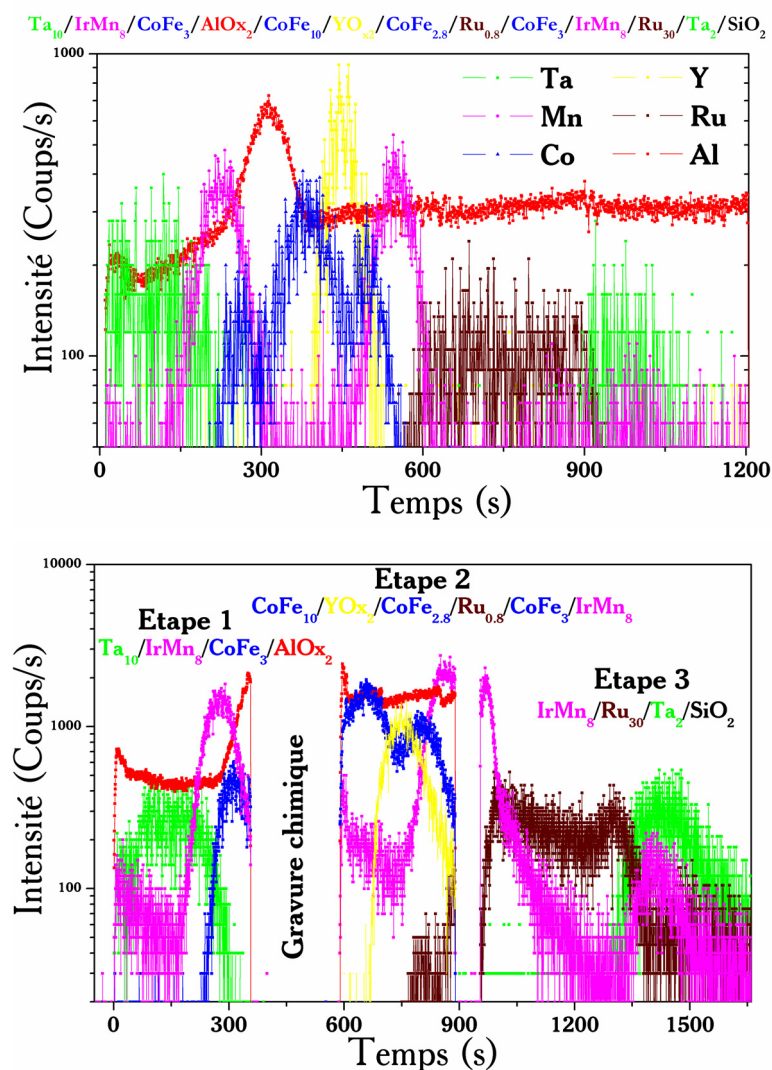 Ta10/IrMn8/CoFe3/AlOx2/CoFe10/YOx2/CoFe2.8/Ru0.8/CoFe3/IrMn8/Ru30/Ta2/SiO2
1000
Ta Y
Mn Ru
Co Al
100
Intensité (Coups/s)
0 300 600 900 1200
Temps (s)
10000
Etape 2
CoFe10/YOx2/CoFe2.8/Ru0.8/CoFe3/IrMn8
Etape 1
Ta10/IrMn8/CoFe3/AlOx2
Etape 3
IrMn8/Ru30/Ta2/SiO2
1000
100
Gravure chimique
Intensité (Coups/s)
0 300 600 900 1200 1500
Temps (s)